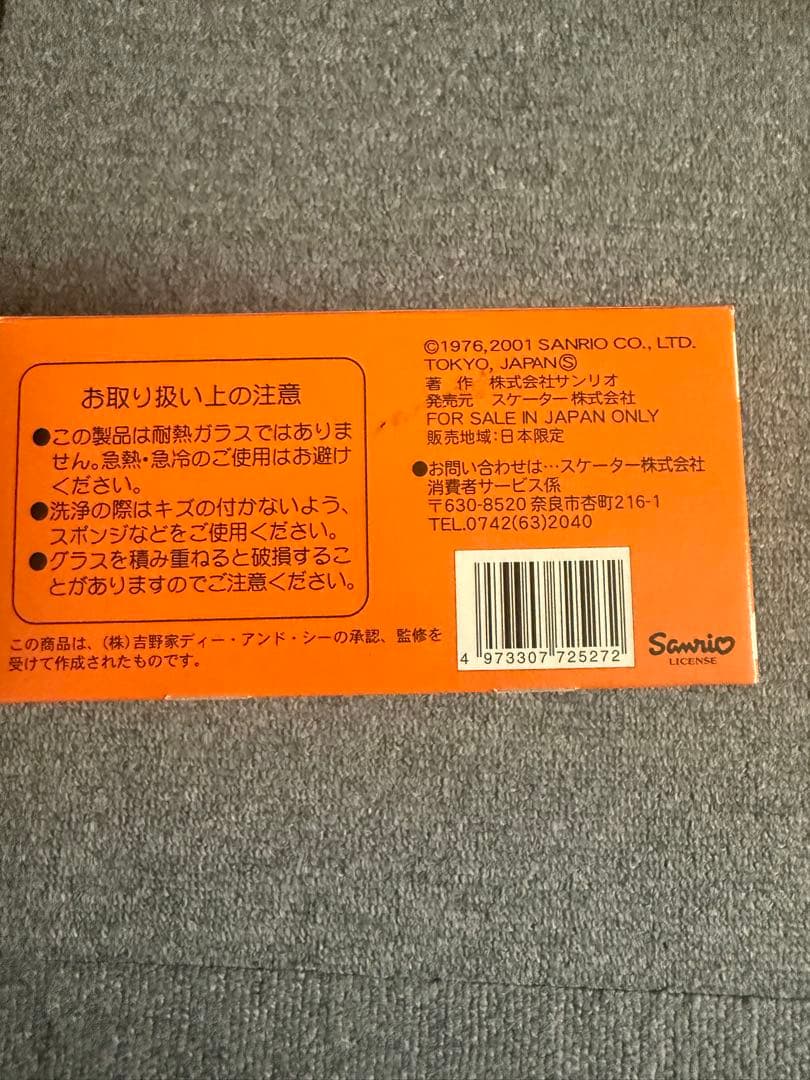 お取り扱い上の注意
●この製品は耐熱ガラスではありま
せん。急熱・急冷のご使用はお避け
ください。
●洗浄の際はキズの付かないよう、
スポンジなどをご使用ください。
●グラスを積み重ねると破損するこ
とがありますのでご注意ください。
この商品は、(株)吉野家ディー・アンド・シーの承認、監修を
受けて作成されたものです。
©1976,2001 SANRIO CO., LTD.
TOKYO, JAPANⓈ
著 作 株式会社サンリオ
発売元 スケーター株式会社
FOR SALE IN JAPAN ONLY
販売地域:日本限定
●お問い合わせは…スケーター株式会社
消費者サービス係
〒630-8520 奈良市杏町216-1
TEL.0742(63)2040
4 973307 725272
Sanrio
LICENSE